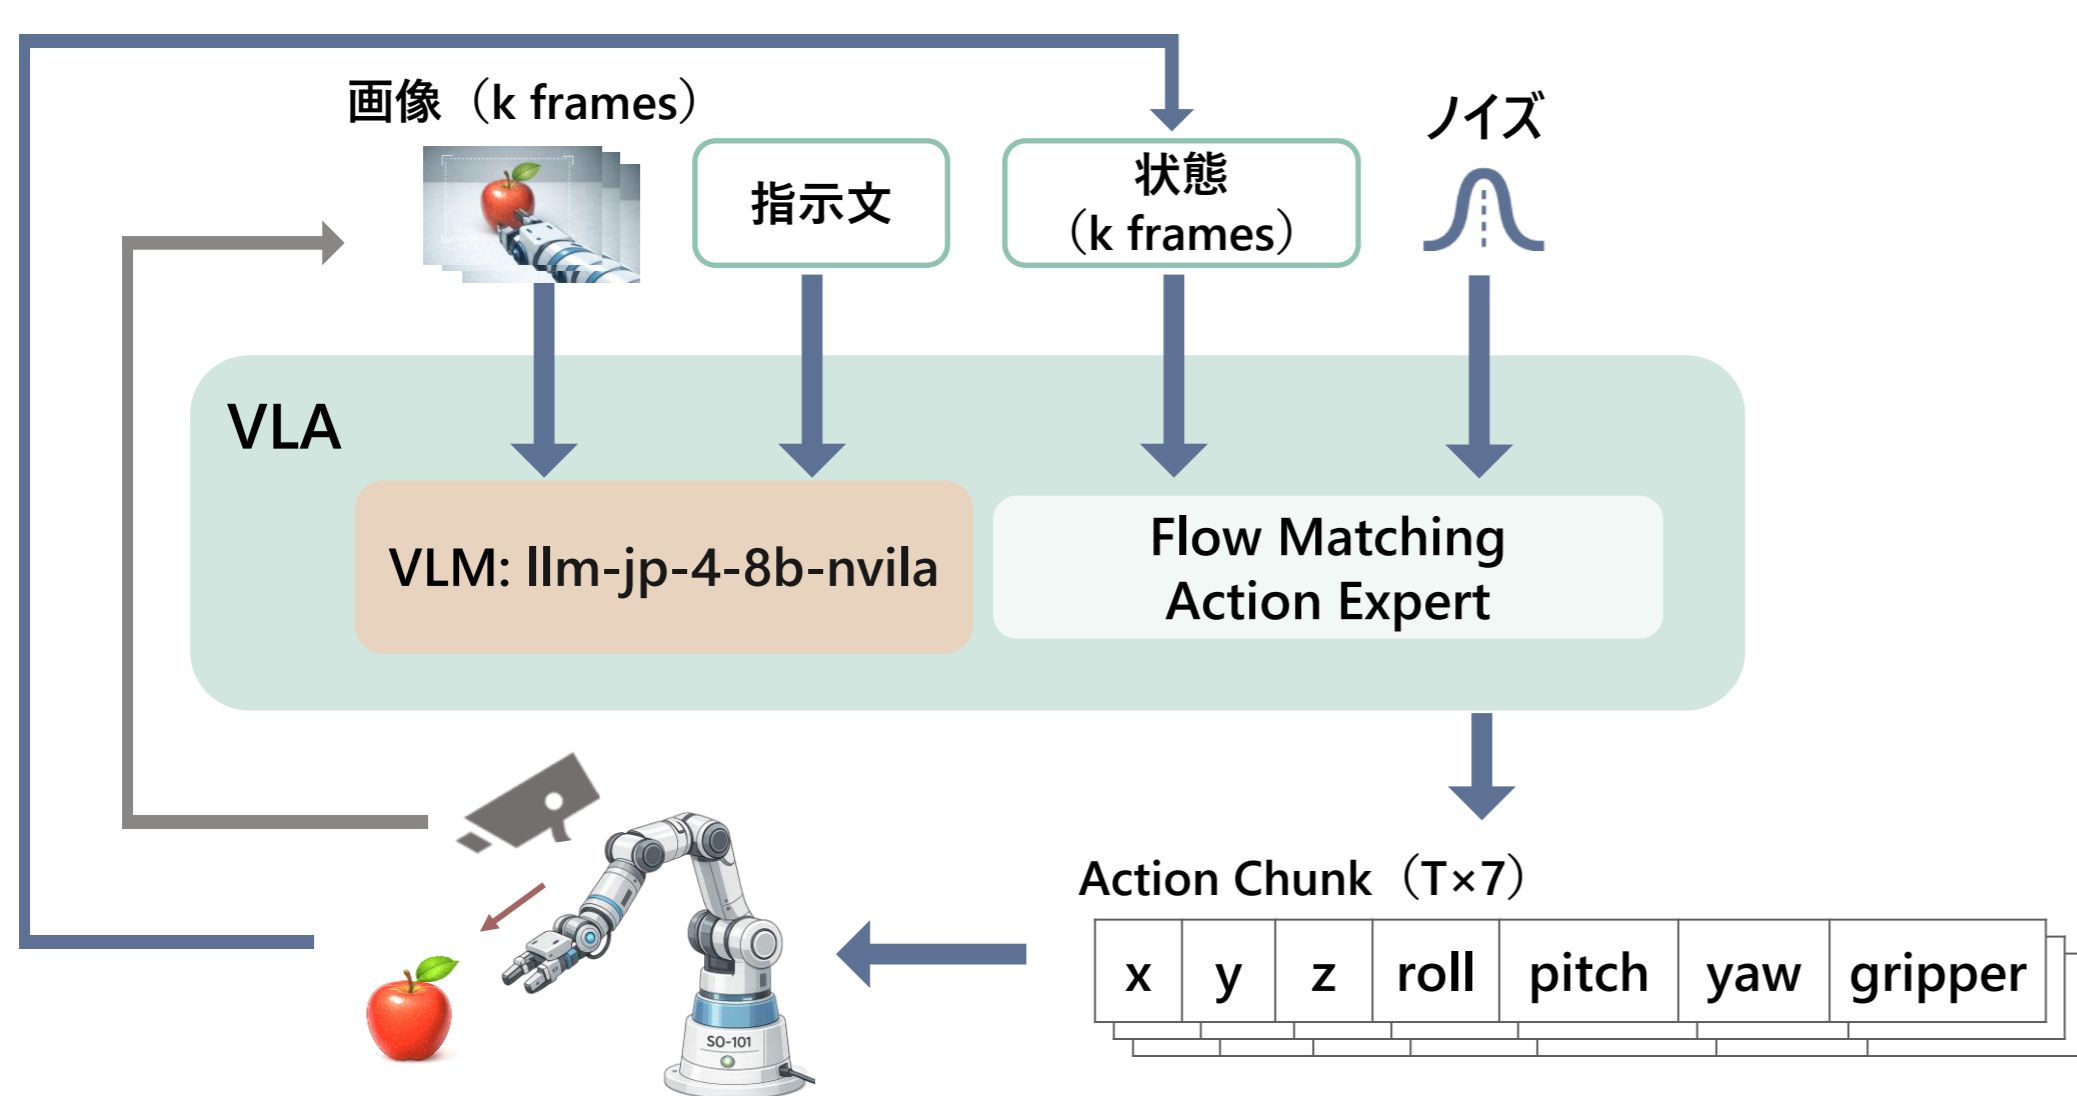 画像（k frames）
指示文
状態
（k frames）
ノイズ
VLA
VLM: llm-jp-4-8b-nvila
Flow Matching
Action Expert
Action Chunk（T×7）
x y z roll pitch yaw gripper
SO-101